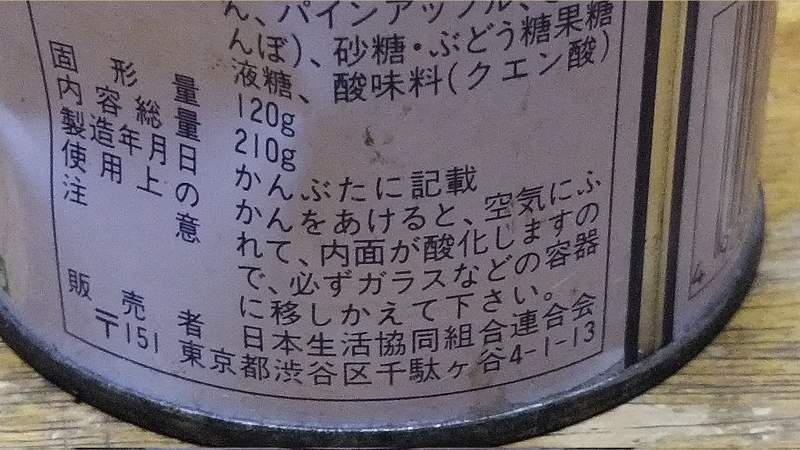 ん、パインアップル、さ
んぼ)、砂糖・ぶどう糖果糖
液糖、酸味料(クエン酸)
固形量 120g
内容総量 210g
製造年月日 かんぶたに記載
使用上の注意 かんをあけると、空気にふ
れて、内面が酸化しますの
で、必ずガラスなどの容器
に移しかえて下さい。
販売者 日本生活協同組合連合会
〒151 東京都渋谷区千駄ヶ谷4-1-13
4